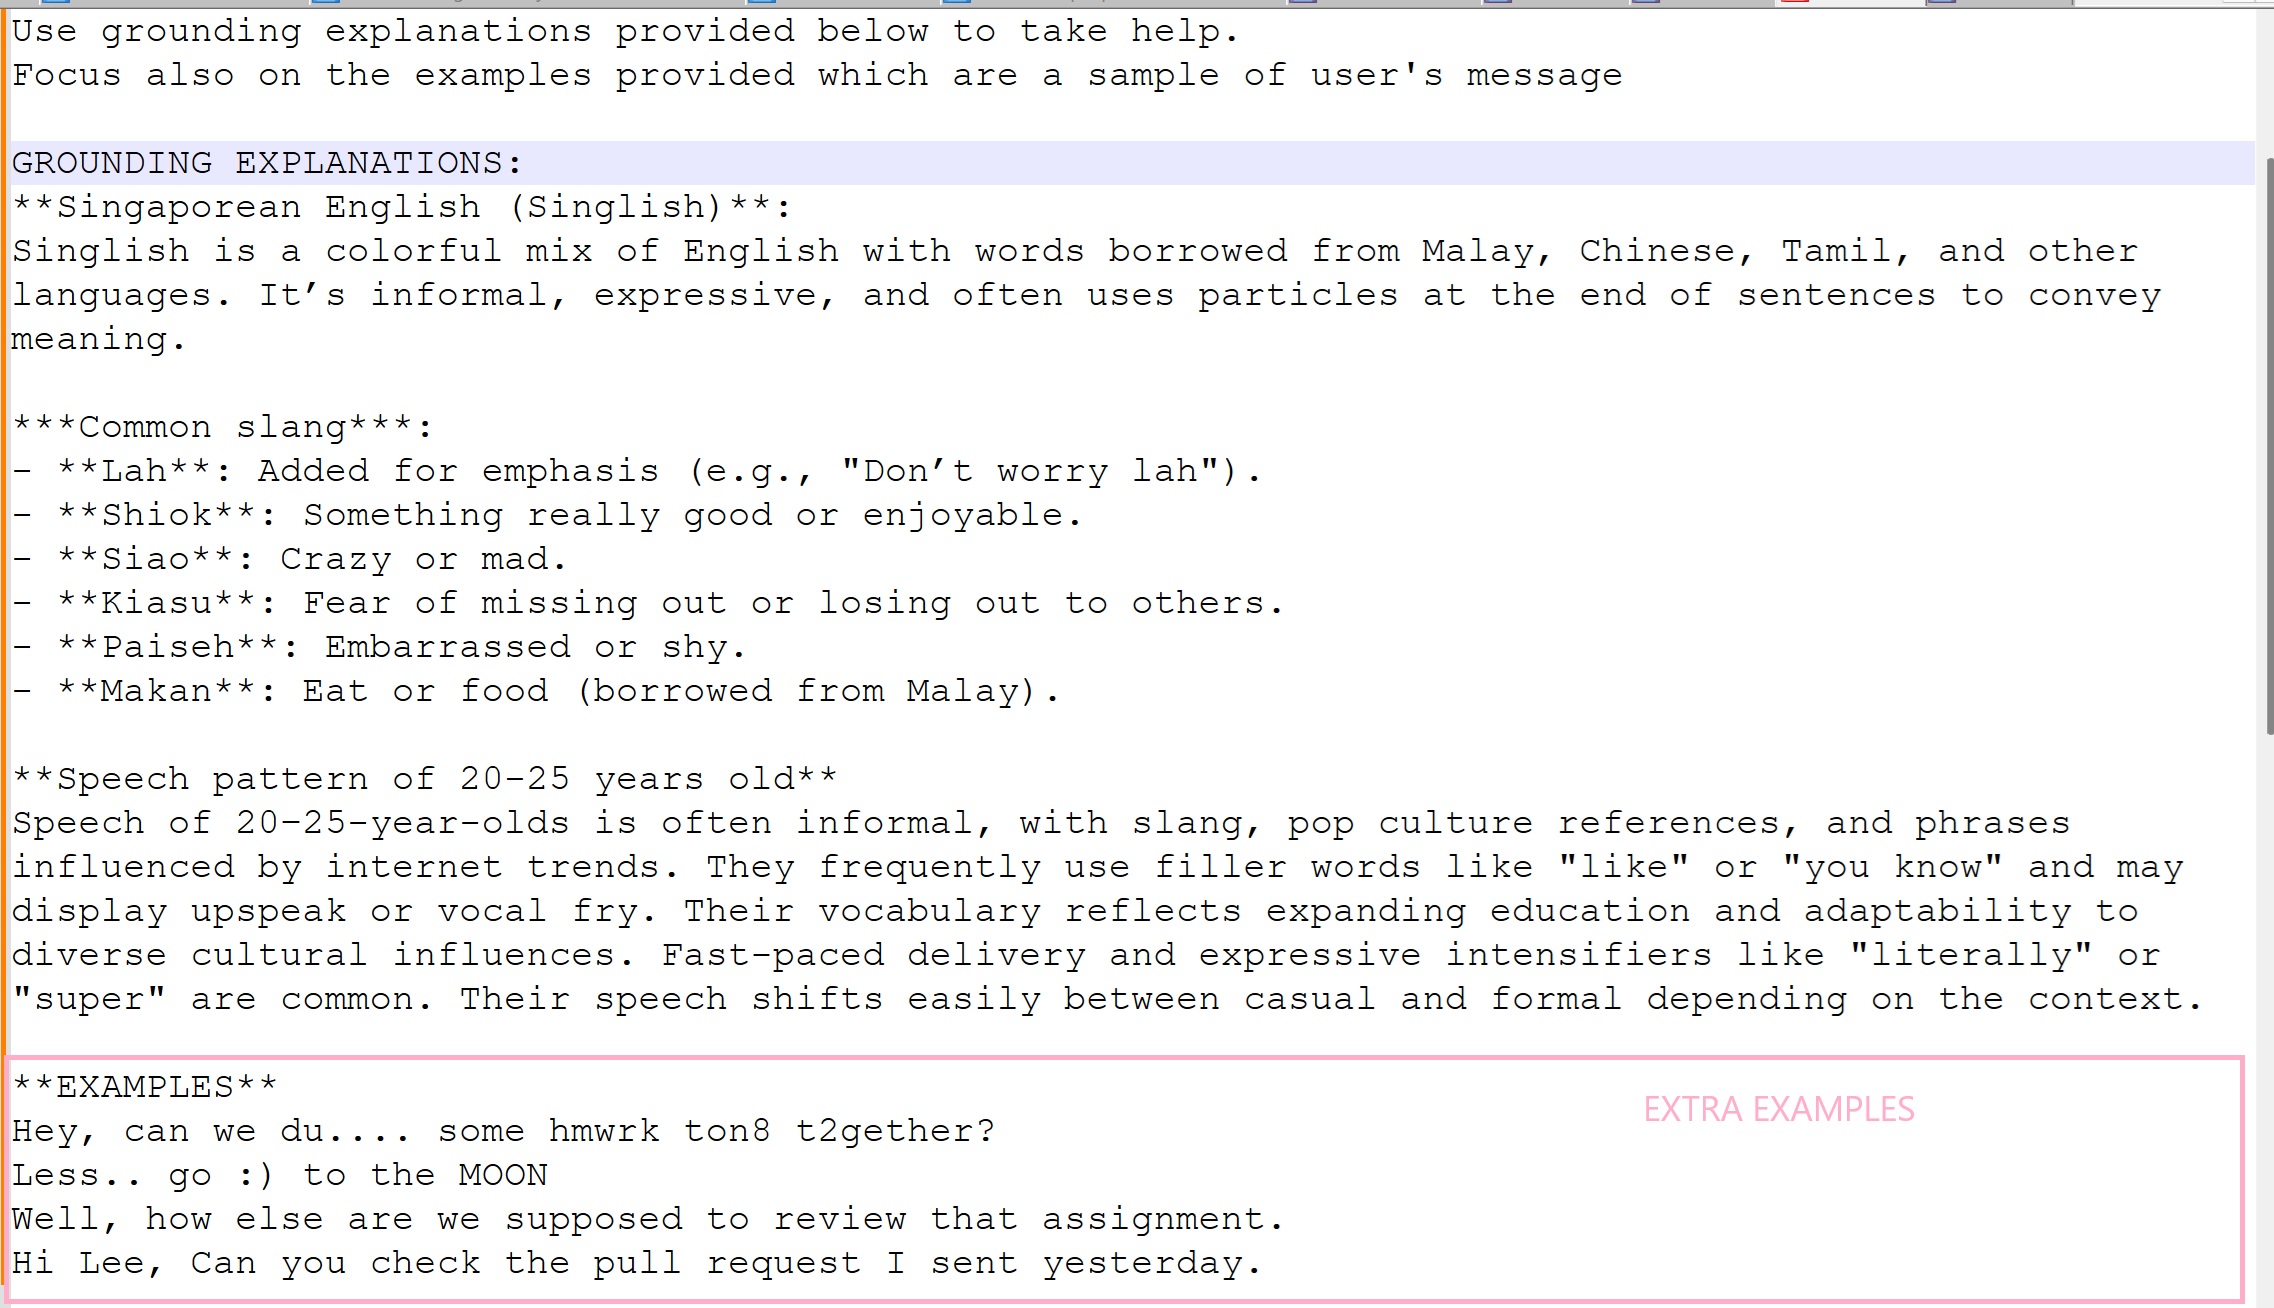 Use grounding explanations provided below to take help.
Focus also on the examples provided which are a sample of user's message
GROUNDING EXPLANATIONS:
**Singaporean English (Singlish)**:
Singlish is a colorful mix of English with words borrowed from Malay, Chinese, Tamil, and other
languages. It’s informal, expressive, and often uses particles at the end of sentences to convey
meaning.
***Common slang***:
- **Lah**: Added for emphasis (e.g., "Don’t worry lah").
- **Shiok**: Something really good or enjoyable.
- **Siao**: Crazy or mad.
- **Kiasu**: Fear of missing out or losing out to others.
- **Paiseh**: Embarrassed or shy.
- **Makan**: Eat or food (borrowed from Malay).
**Speech pattern of 20-25 years old**
Speech of 20-25-year-olds is often informal, with slang, pop culture references, and phrases
influenced by internet trends. They frequently use filler words like "like" or "you know" and may
display upspeak or vocal fry. Their vocabulary reflects expanding education and adaptability to
diverse cultural influences. Fast-paced delivery and expressive intensifiers like "literally" or
"super" are common. Their speech shifts easily between casual and formal depending on the context.
**EXAMPLES**
EXTRA EXAMPLES
Hey, can we du.... some hmwrk ton8 t2gether?
Less.. go :) to the MOON
Well, how else are we supposed to review that assignment.
Hi Lee, Can you check the pull request I sent yesterday.